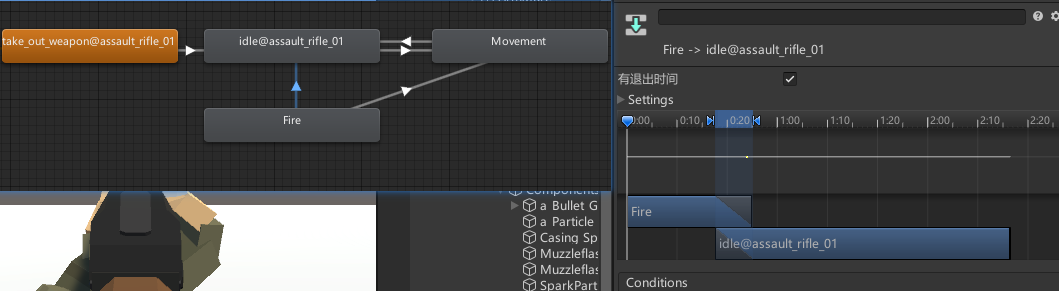 take_out_weapon@assault_rifle_01
idle@assault_rifle_01
Movement
Fire
Fire -> idle@assault_rifle_01
有退出时间
Settings
0:00 0:10 0:20 1:00 1:10 1:20 2:00 2:10 2:20
Fire
idle@assault_rifle_01
Conditions
Components
a Bullet G
a Particle
Casing Sp
Muzzleflas
Muzzleflas
SparkPart